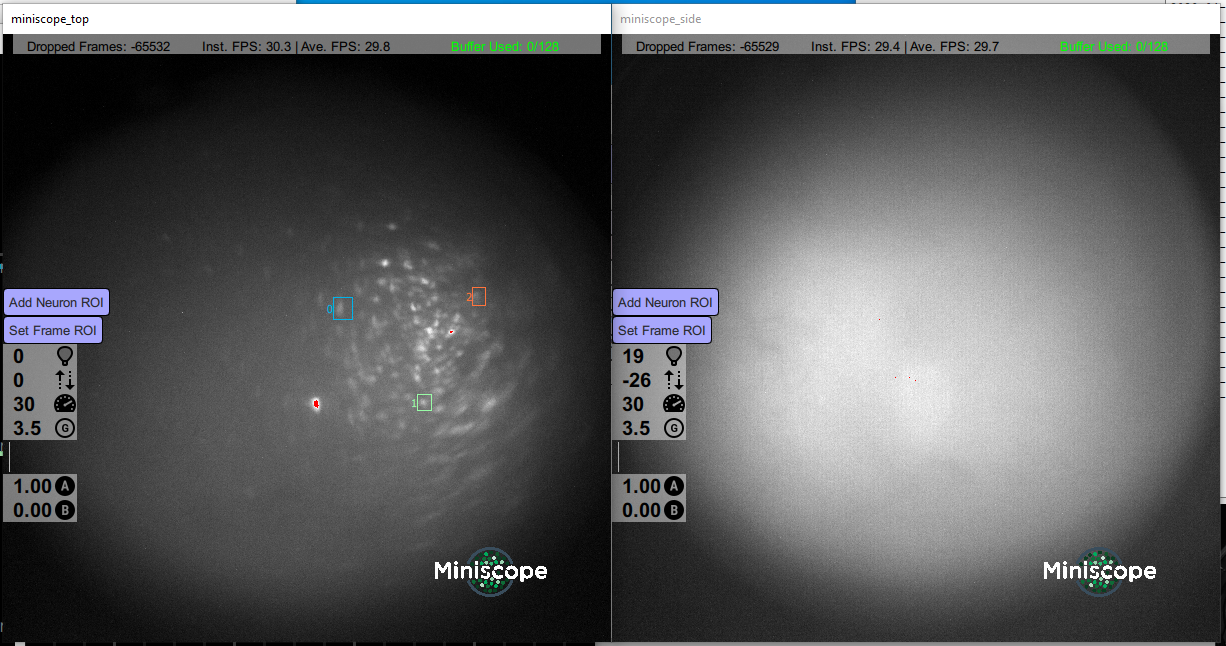 miniscope_top
Dropped Frames: -65532 Inst. FPS: 30.3 | Ave. FPS: 29.8 Buffer Used: 0/128
0
2
Add Neuron ROI
Set Frame ROI
0
0
30
3.5 G
1
1.00 A
0.00 B
Miniscope
miniscope_side
Dropped Frames: -65529 Inst. FPS: 29.4 | Ave. FPS: 29.7 Buffer Used: 0/128
Add Neuron ROI
Set Frame ROI
19
-26
30
3.5 G
1.00 A
0.00 B
Miniscope